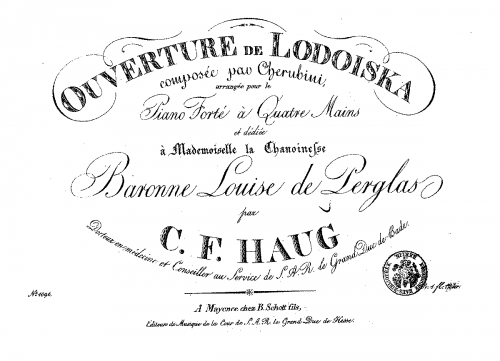 OUVERTURE DE LODOISKA
composée par Cherubini,
arrangée pour le
Piano Forté à Quatre Mains
et dédiée
à Mademoiselle la Chanoinesse
Baronne Louise de Perglas
par
C. F. HAUG
Docteur en médecine et Conseiller au Service de S. A. R. le Grand Duc de Bade.
A Mayence chez B. Schott fils,
Editeurs de Musique de la Cour de S. A. R. le Grand Duc de Hesse.